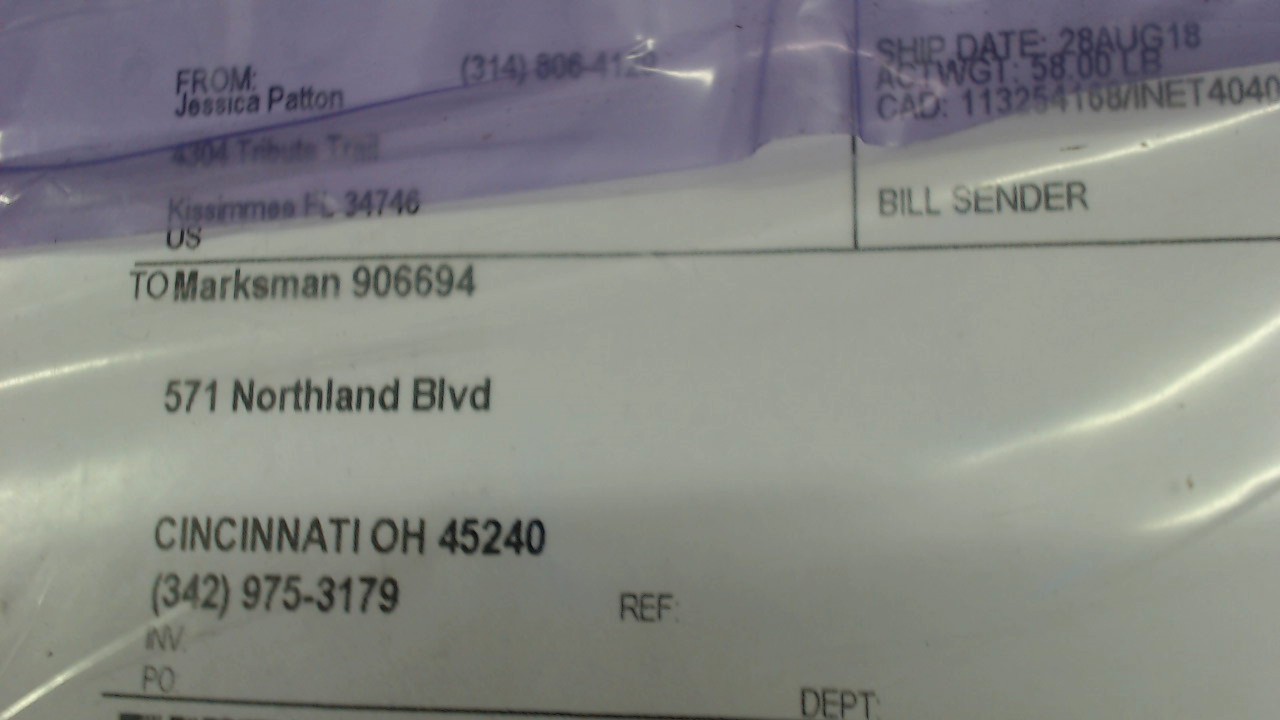 FROM: (314) 806-41
Jessica Patton
4304 Tribute Trail
Kissimmee FL 34746
US
SHIP DATE: 28AUG18
ACTWGT: 58.00 LB
CAD: 113254168/INET4040
BILL SENDER
TO Marksman 906694
571 Northland Blvd
CINCINNATI OH 45240
(342) 975-3179
REF:
INV:
PO
DEPT: